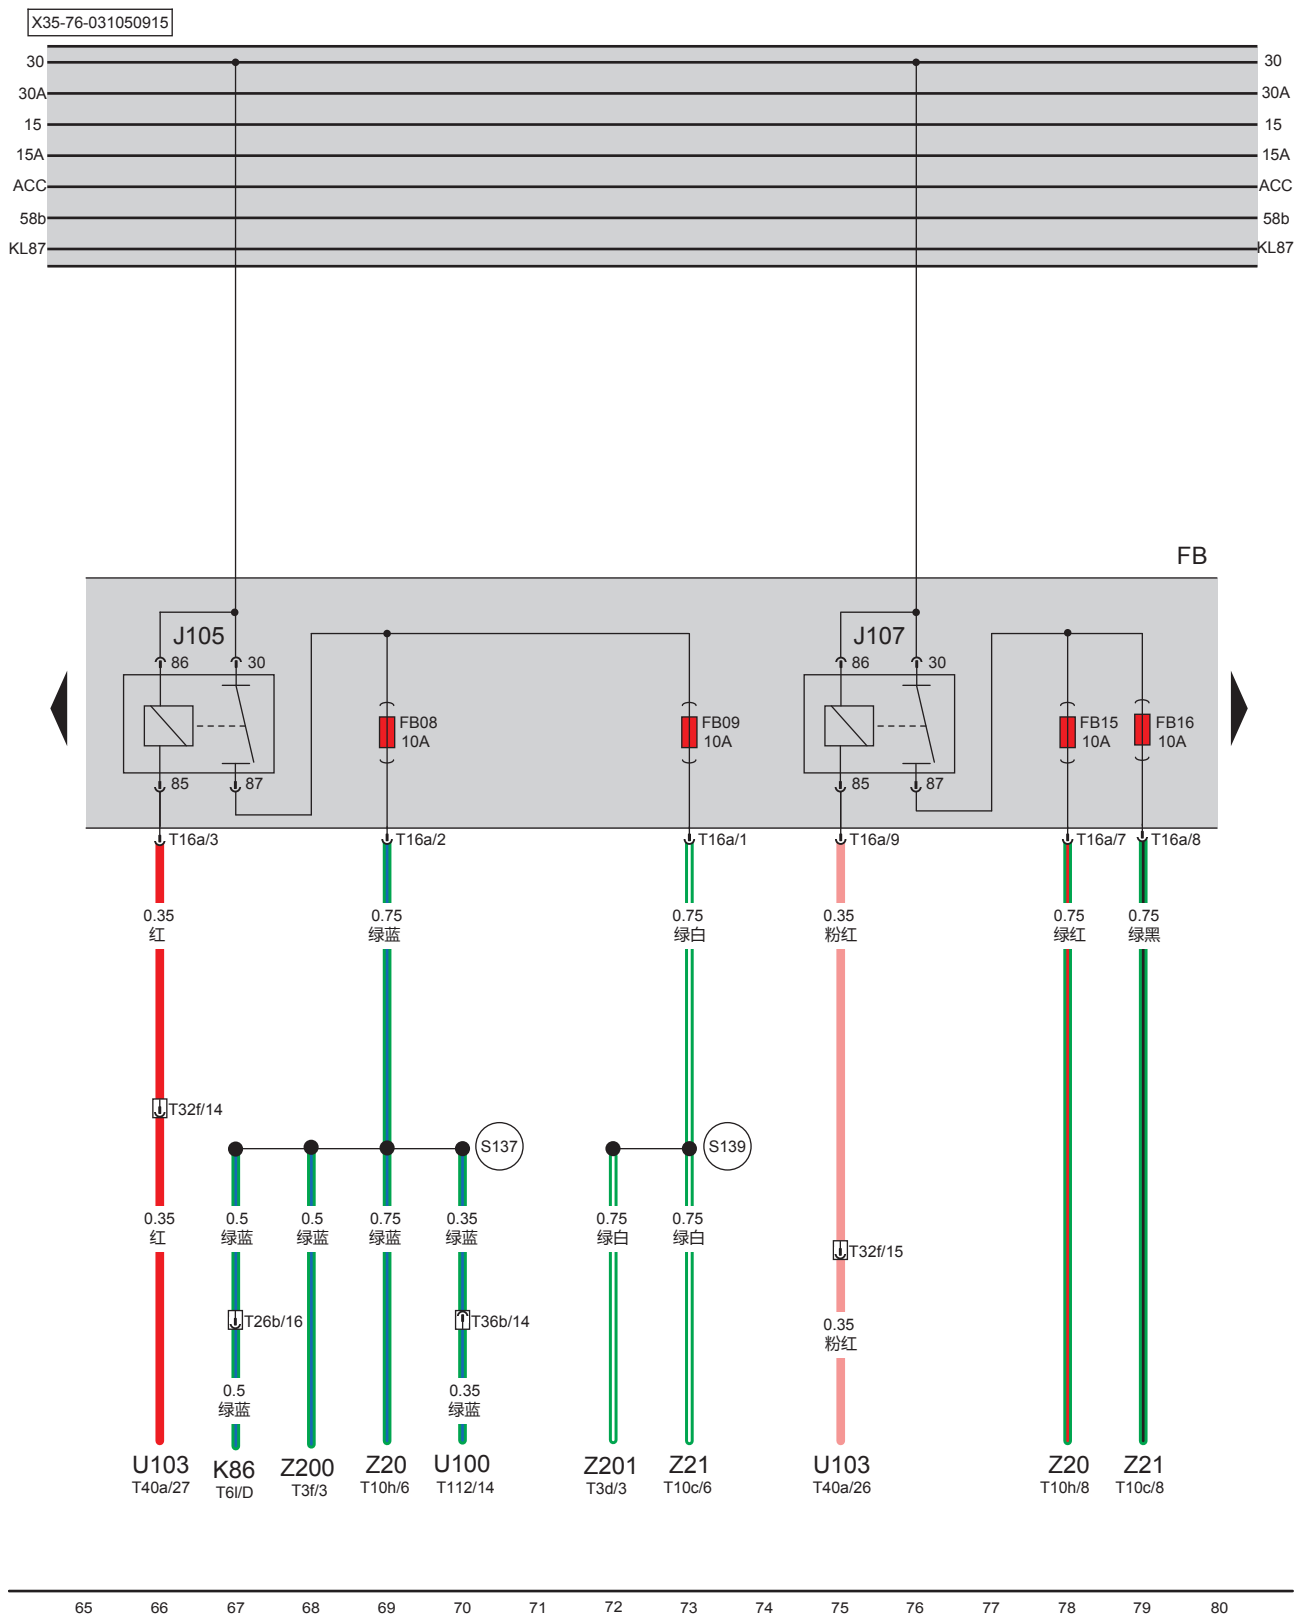 X35-76-031050915
30 30
30A 30A
15 15
15A 15A
ACC ACC
58b 58b
KL87 KL87
FB
J105 J107
86 30 86 30
FB08 FB09 FB15 FB16
10A 10A 10A 10A
85 87 85 87
T16a/3 T16a/2 T16a/1 T16a/9 T16a/7 T16a/8
0.35 0.75 0.75 0.35 0.75 0.75
红 绿蓝 绿白 粉红 绿红 绿黑
T32f/14
S137 S139
0.35 0.5 0.5 0.75 0.35 0.75 0.75
红 绿蓝 绿蓝 绿蓝 绿蓝 绿白 绿白
T32f/15
T26b/16 T36b/14
0.35
粉红
0.5 0.35
绿蓝 绿蓝
U103 K86 Z200 Z20 U100 Z201 Z21 U103 Z20 Z21
T40a/27 T6l/D T3f/3 T10h/6 T112/14 T3d/3 T10c/6 T40a/26 T10h/8 T10c/8
65 66 67 68 69 70 71 72 73 74 75 76 77 78 79 80